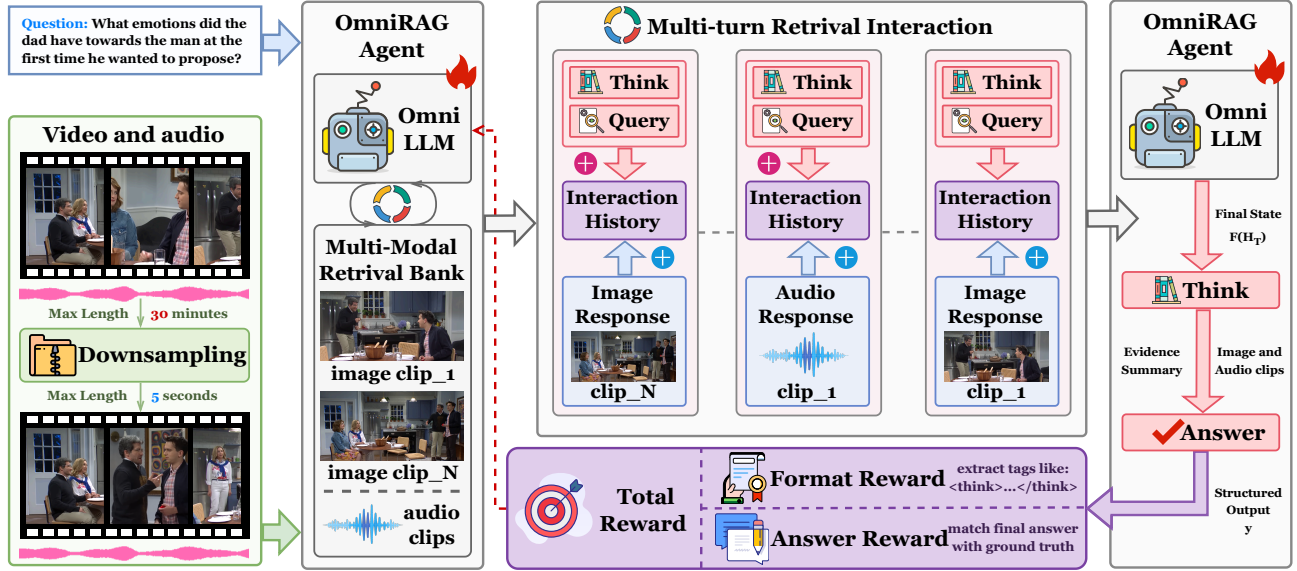 Question: What emotions did the
dad have towards the man at the
first time he wanted to propose?
Video and audio
Max Length 30 minutes
Downsampling
Max Length 5 seconds
OmniRAG
Agent
Omni
LLM
Multi-Modal
Retrival Bank
image clip_1
image clip_N
audio
clips
Multi-turn Retrival Interaction
Think
Query
Interaction
History
Image
Response
clip_N
Think
Query
Interaction
History
Audio
Response
clip_1
Think
Query
Interaction
History
Image
Response
clip_1
OmniRAG
Agent
Omni
LLM
Final State
F(H_T)
Think
Evidence
Summary
Image and
Audio clips
Answer
Structured
Output
y
Total
Reward
Format Reward
extract tags like:
<think>...</think>
Answer Reward
match final answer
with ground truth